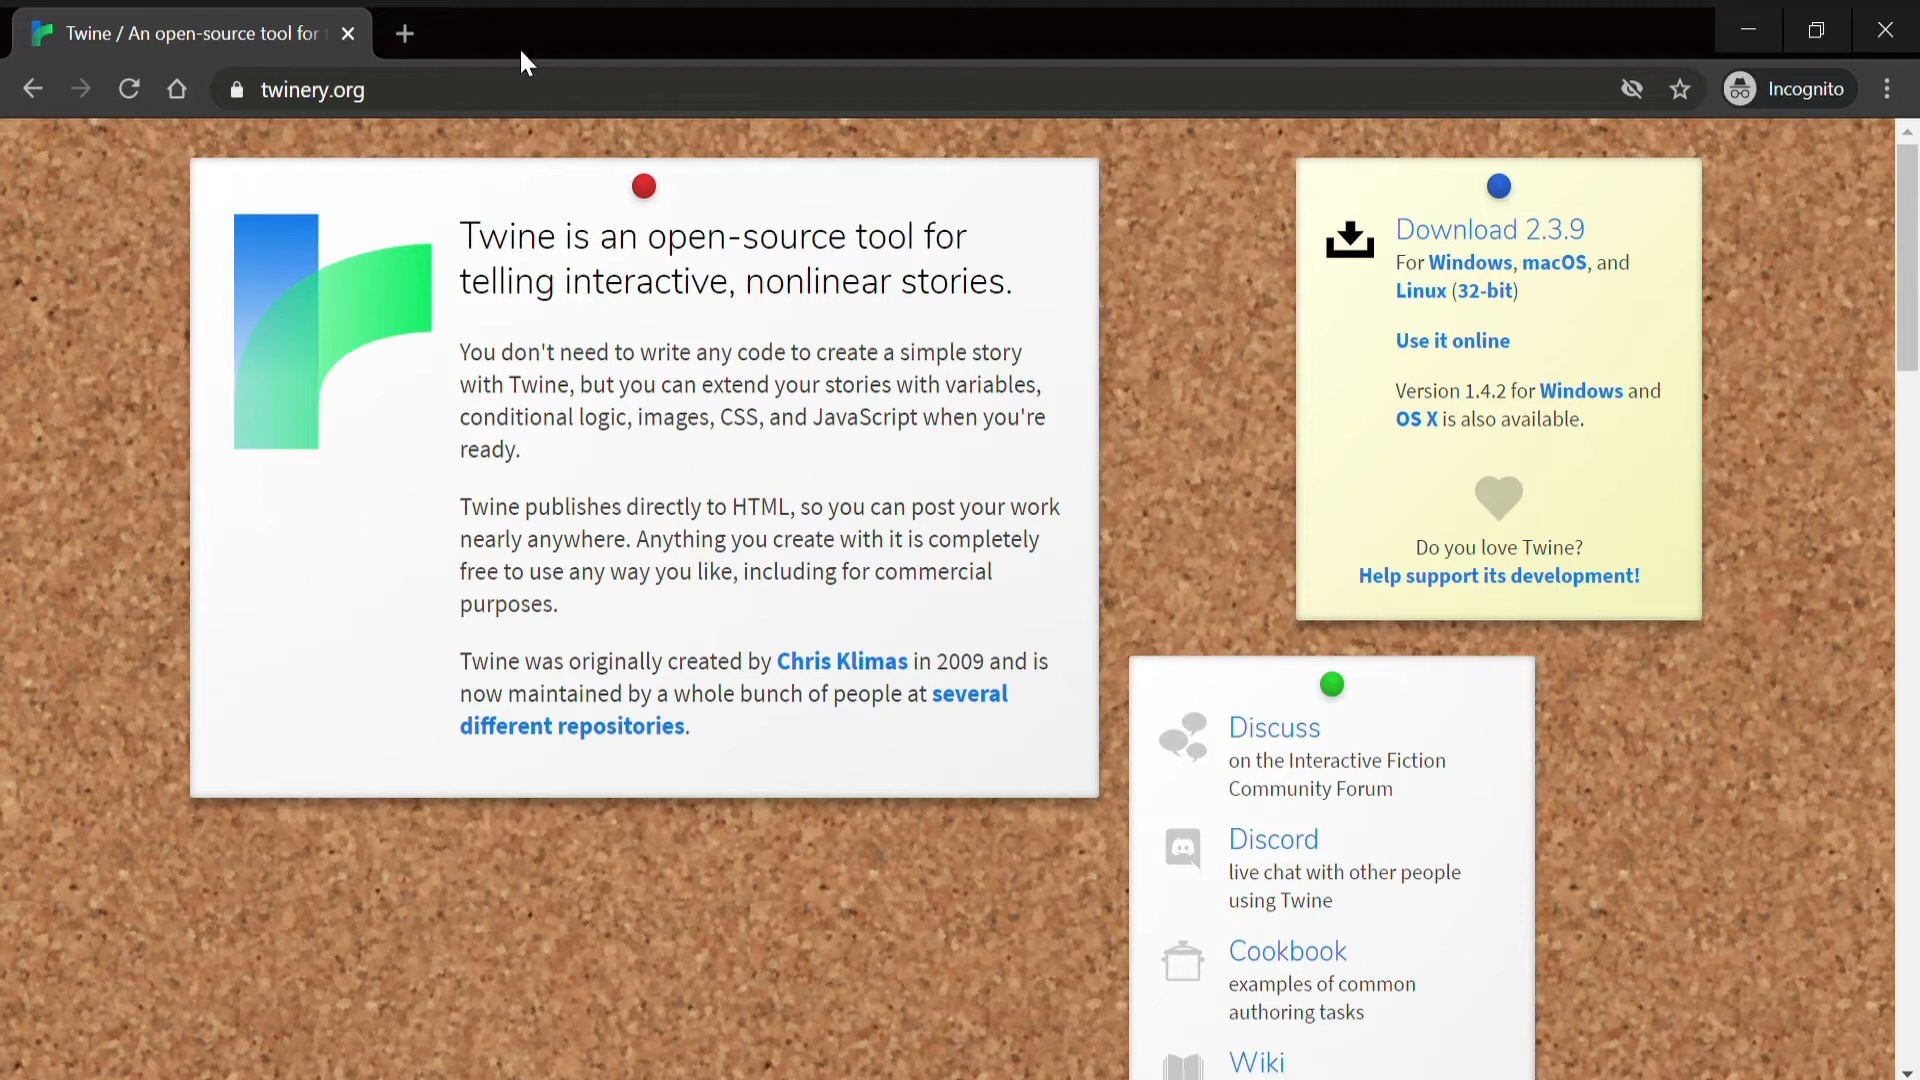 Twine / An open-source tool for
twinery.org
Incognito
Twine is an open-source tool for
telling interactive, nonlinear stories.
You don't need to write any code to create a simple story
with Twine, but you can extend your stories with variables,
conditional logic, images, CSS, and JavaScript when you're
ready.
Twine publishes directly to HTML, so you can post your work
nearly anywhere. Anything you create with it is completely
free to use any way you like, including for commercial
purposes.
Twine was originally created by Chris Klimas in 2009 and is
now maintained by a whole bunch of people at several
different repositories.
Download 2.3.9
For Windows, macOS, and
Linux (32-bit)
Use it online
Version 1.4.2 for Windows and
OS X is also available.
Do you love Twine?
Help support its development!
Discuss
on the Interactive Fiction
Community Forum
Discord
live chat with other people
using Twine
Cookbook
examples of common
authoring tasks
Wiki